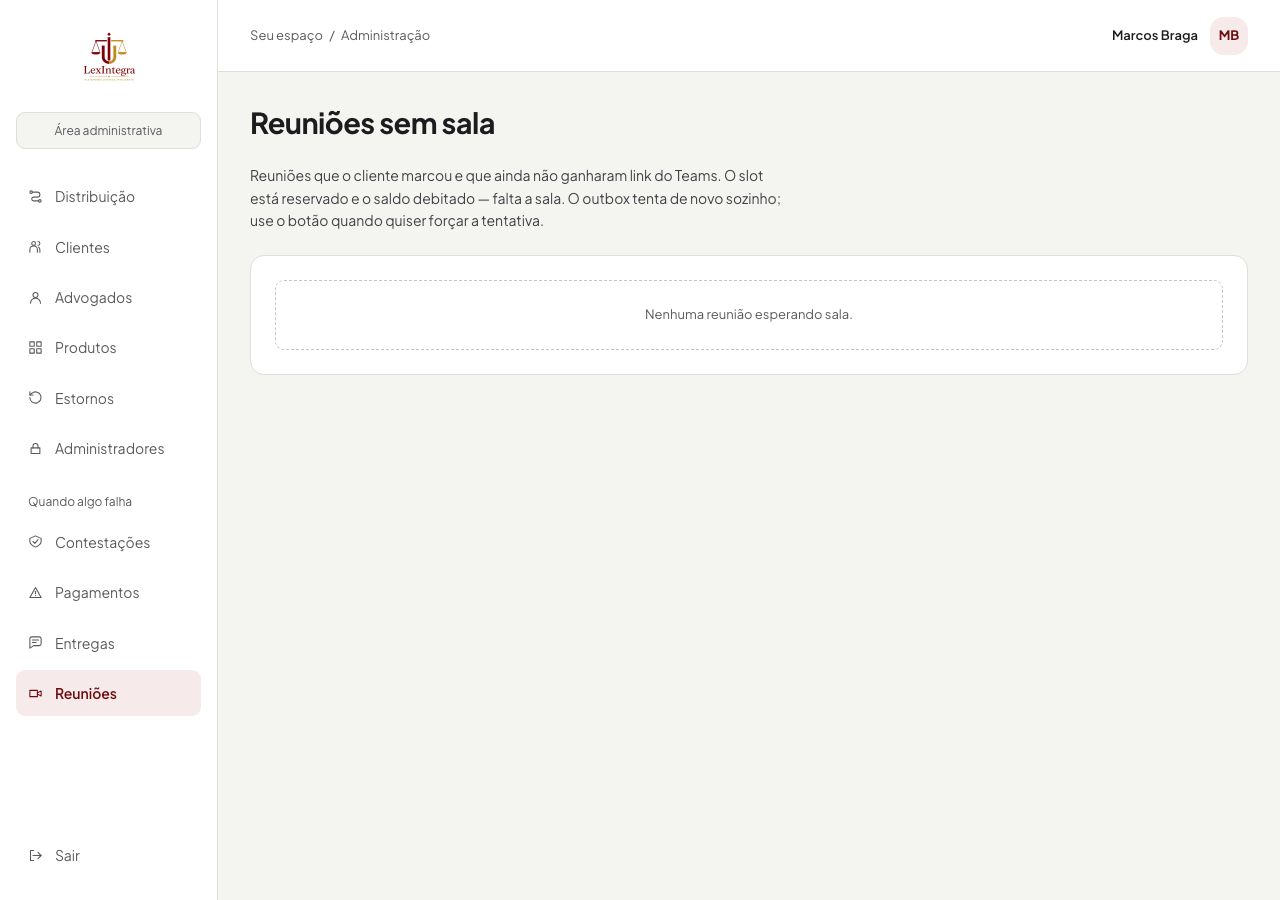 LexIntegra
Área administrativa
Distribuição
Clientes
Advogados
Produtos
Estornos
Administradores
Quando algo falha
Contestações
Pagamentos
Entregas
Reuniões
Sair
Seu espaço / Administração
Marcos Braga MB
Reuniões sem sala
Reuniões que o cliente marcou e que ainda não ganharam link do Teams. O slot
está reservado e o saldo debitado — falta a sala. O outbox tenta de novo sozinho;
use o botão quando quiser forçar a tentativa.
Nenhuma reunião esperando sala.